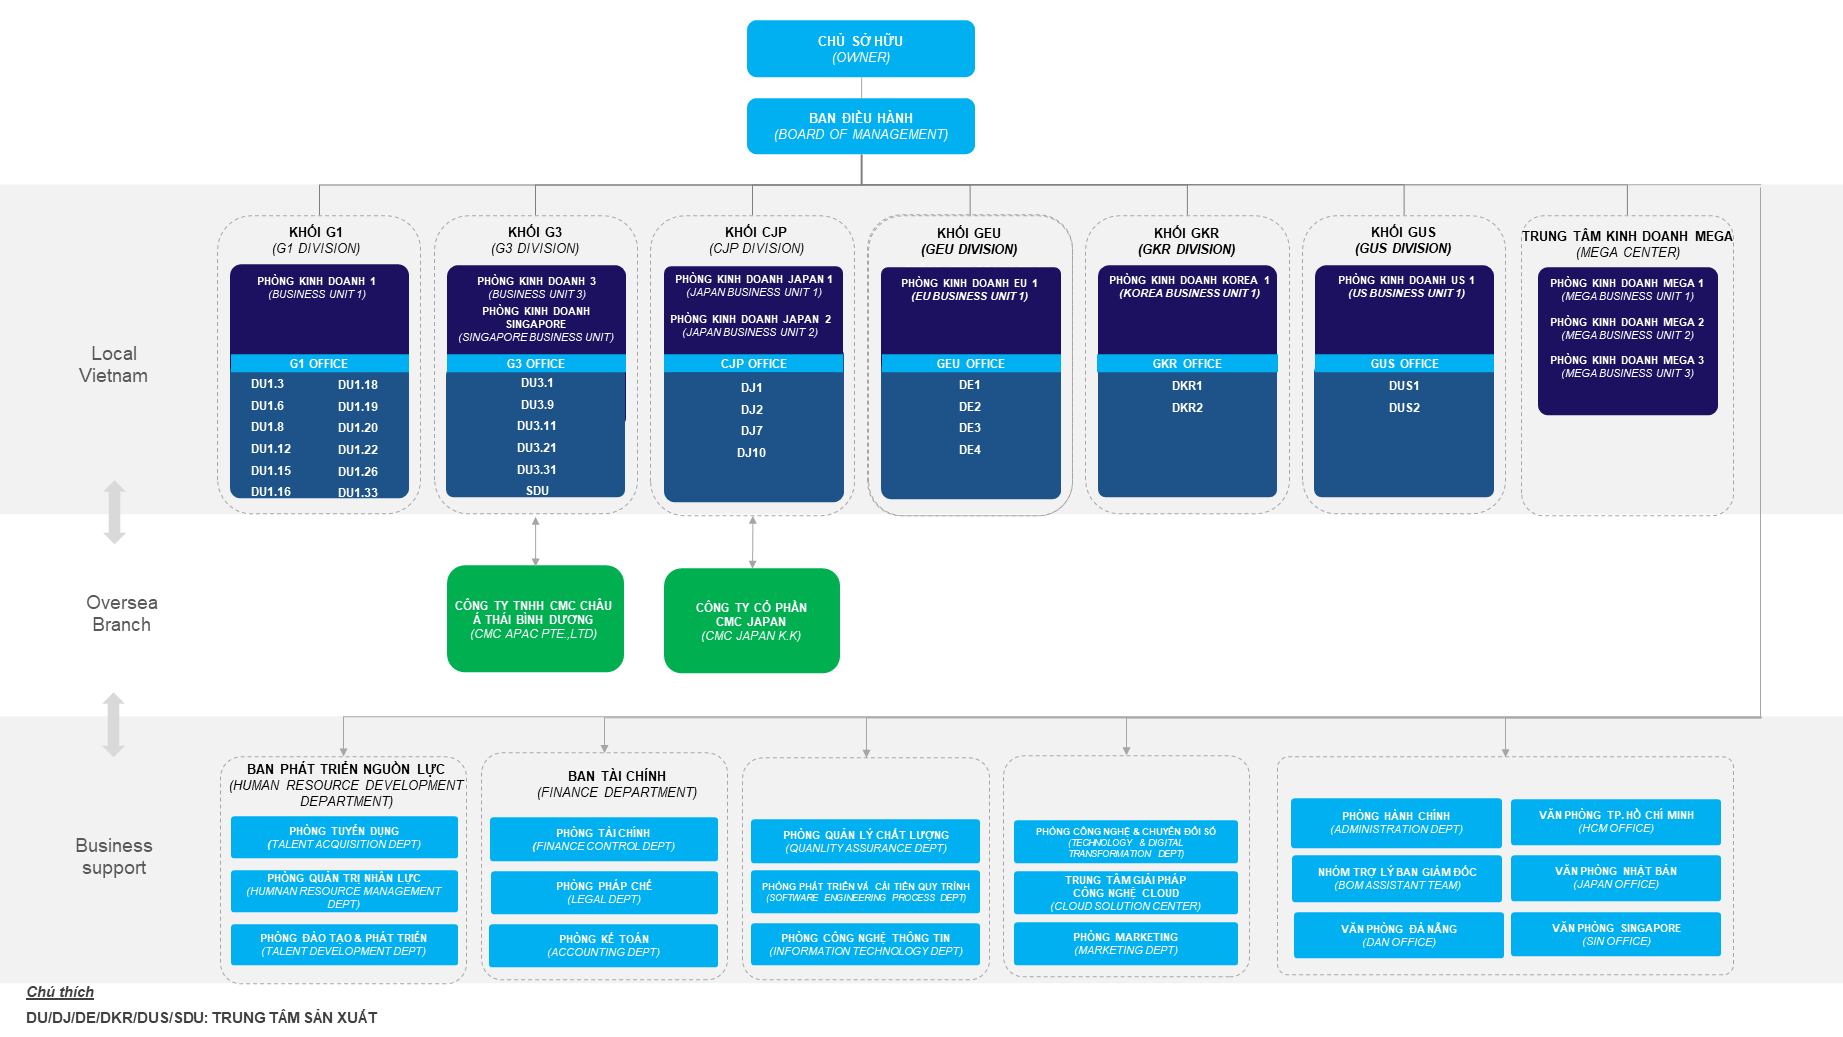 CHỦ SỞ HỮU
(OWNER)
BAN ĐIỀU HÀNH
(BOARD OF MANAGEMENT)
Local
Vietnam
KHỐI G1
(G1 DIVISION)
PHÒNG KINH DOANH 1
(BUSINESS UNIT 1)
G1 OFFICE
DU1.3
DU1.6
DU1.8
DU1.12
DU1.15
DU1.16
DU1.18
DU1.19
DU1.20
DU1.22
DU1.26
DU1.33
KHỐI G3
(G3 DIVISION)
PHÒNG KINH DOANH 3
(BUSINESS UNIT 3)
PHÒNG KINH DOANH
SINGAPORE
(SINGAPORE BUSINESS UNIT)
G3 OFFICE
DU3.1
DU3.9
DU3.11
DU3.21
DU3.31
SDU
KHỐI CJP
(CJP DIVISION)
PHÒNG KINH DOANH JAPAN 1
(JAPAN BUSINESS UNIT 1)
PHÒNG KINH DOANH JAPAN 2
(JAPAN BUSINESS UNIT 2)
CJP OFFICE
DJ1
DJ2
DJ7
DJ10
KHỐI GEU
(GEU DIVISION)
PHÒNG KINH DOANH EU 1
(EU BUSINESS UNIT 1)
GEU OFFICE
DE1
DE2
DE3
DE4
KHỐI GKR
(GKR DIVISION)
PHÒNG KINH DOANH KOREA 1
(KOREA BUSINESS UNIT 1)
GKR OFFICE
DKR1
DKR2
KHỐI GUS
(GUS DIVISION)
PHÒNG KINH DOANH US 1
(US BUSINESS UNIT 1)
GUS OFFICE
DUS1
DUS2
TRUNG TÂM KINH DOANH MEGA
(MEGA CENTER)
PHÒNG KINH DOANH MEGA 1
(MEGA BUSINESS UNIT 1)
PHÒNG KINH DOANH MEGA 2
(MEGA BUSINESS UNIT 2)
PHÒNG KINH DOANH MEGA 3
(MEGA BUSINESS UNIT 3)
Oversea
Branch
CÔNG TY TNHH CMC CHÂU
Á THÁI BÌNH DƯƠNG
(CMC APAC PTE.,LTD)
CÔNG TY CỔ PHẦN
CMC JAPAN
(CMC JAPAN K.K)
Business
support
BAN PHÁT TRIỂN NGUỒN LỰC
(HUMAN RESOURCE DEVELOPMENT
DEPARTMENT)
PHÒNG TUYỂN DỤNG
(TALENT ACQUISITION DEPT)
PHÒNG QUẢN TRỊ NHÂN LỰC
(HUMNAN RESOURCE MANAGEMENT
DEPT)
PHÒNG ĐÀO TẠO & PHÁT TRIỂN
(TALENT DEVELOPMENT DEPT)
BAN TÀI CHÍNH
(FINANCE DEPARTMENT)
PHÒNG TÀI CHÍNH
(FINANCE CONTROL DEPT)
PHÒNG PHÁP CHẾ
(LEGAL DEPT)
PHÒNG KẾ TOÁN
(ACCOUNTING DEPT)
PHÒNG QUẢN LÝ CHẤT LƯỢNG
(QUANLITY ASSURANCE DEPT)
PHÒNG PHÁT TRIỂN VÀ CẢI TIẾN QUY TRÌNH
(SOFTWARE ENGINEERING PROCESS DEPT)
PHÒNG CÔNG NGHỆ THÔNG TIN
(INFORMATION TECHNOLOGY DEPT)
PHÒNG CÔNG NGHỆ & CHUYỂN ĐỔI SỐ
(TECHNOLOGY & DIGITAL
TRANSFORMATION DEPT)
TRUNG TÂM GIẢI PHÁP
CÔNG NGHỆ CLOUD
(CLOUD SOLUTION CENTER)
PHÒNG MARKETING
(MARKETING DEPT)
PHÒNG HÀNH CHÍNH
(ADMINISTRATION DEPT)
NHÓM TRỢ LÝ BAN GIÁM ĐỐC
(BOM ASSISTANT TEAM)
VĂN PHÒNG ĐÀ NẴNG
(DAN OFFICE)
VĂN PHÒNG TP. HỒ CHÍ MINH
(HCM OFFICE)
VĂN PHÒNG NHẬT BẢN
(JAPAN OFFICE)
VĂN PHÒNG SINGAPORE
(SIN OFFICE)
Chú thích
DU/DJ/DE/DKR/DUS/SDU: TRUNG TÂM SẢN XUẤT